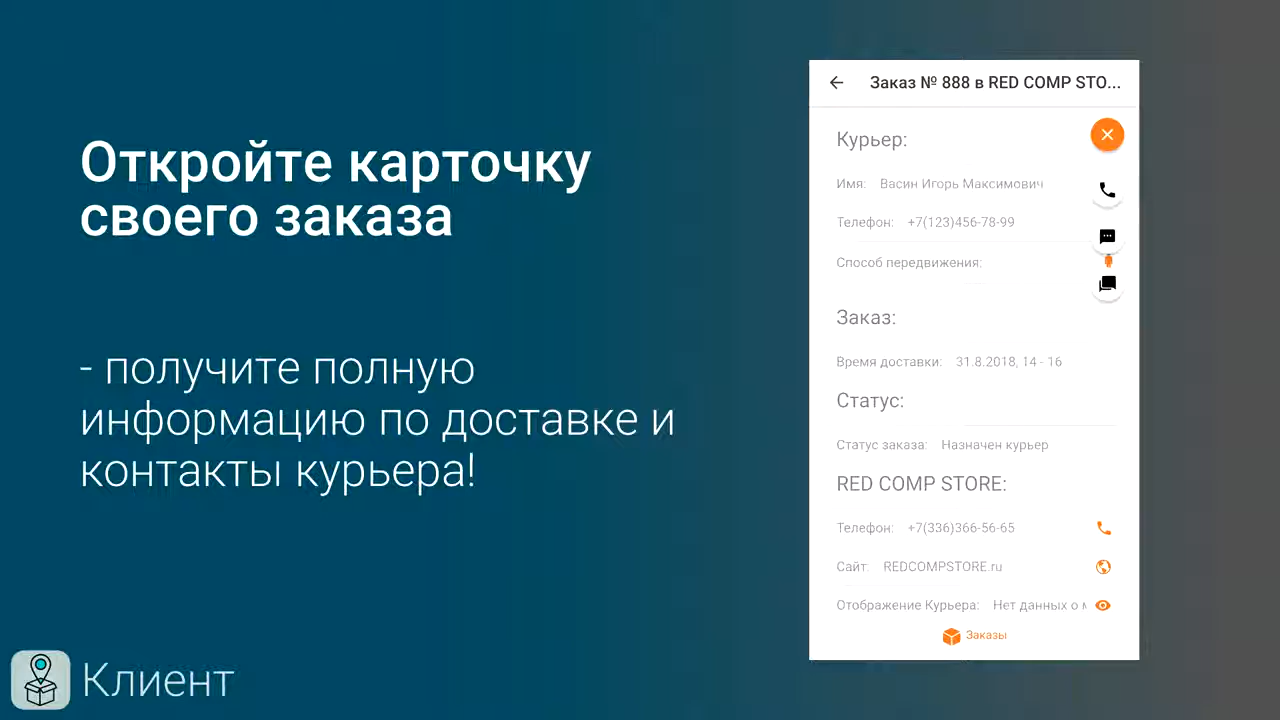 Откройте карточку
своего заказа
- получите полную
информацию по доставке и
контакты курьера!
Клиент
Заказ № 888 в RED COMP STO...
Курьер:
Имя: Васин Игорь Максимович
Телефон: +7(123)456-78-99
Способ передвижения:
Заказ:
Время доставки: 31.8.2018, 14 - 16
Статус:
Статус заказа: Назначен курьер
RED COMP STORE:
Телефон: +7(336)366-56-65
Сайт: REDCOMPSTORE.ru
Отображение Курьера: Нет данных о
Заказы